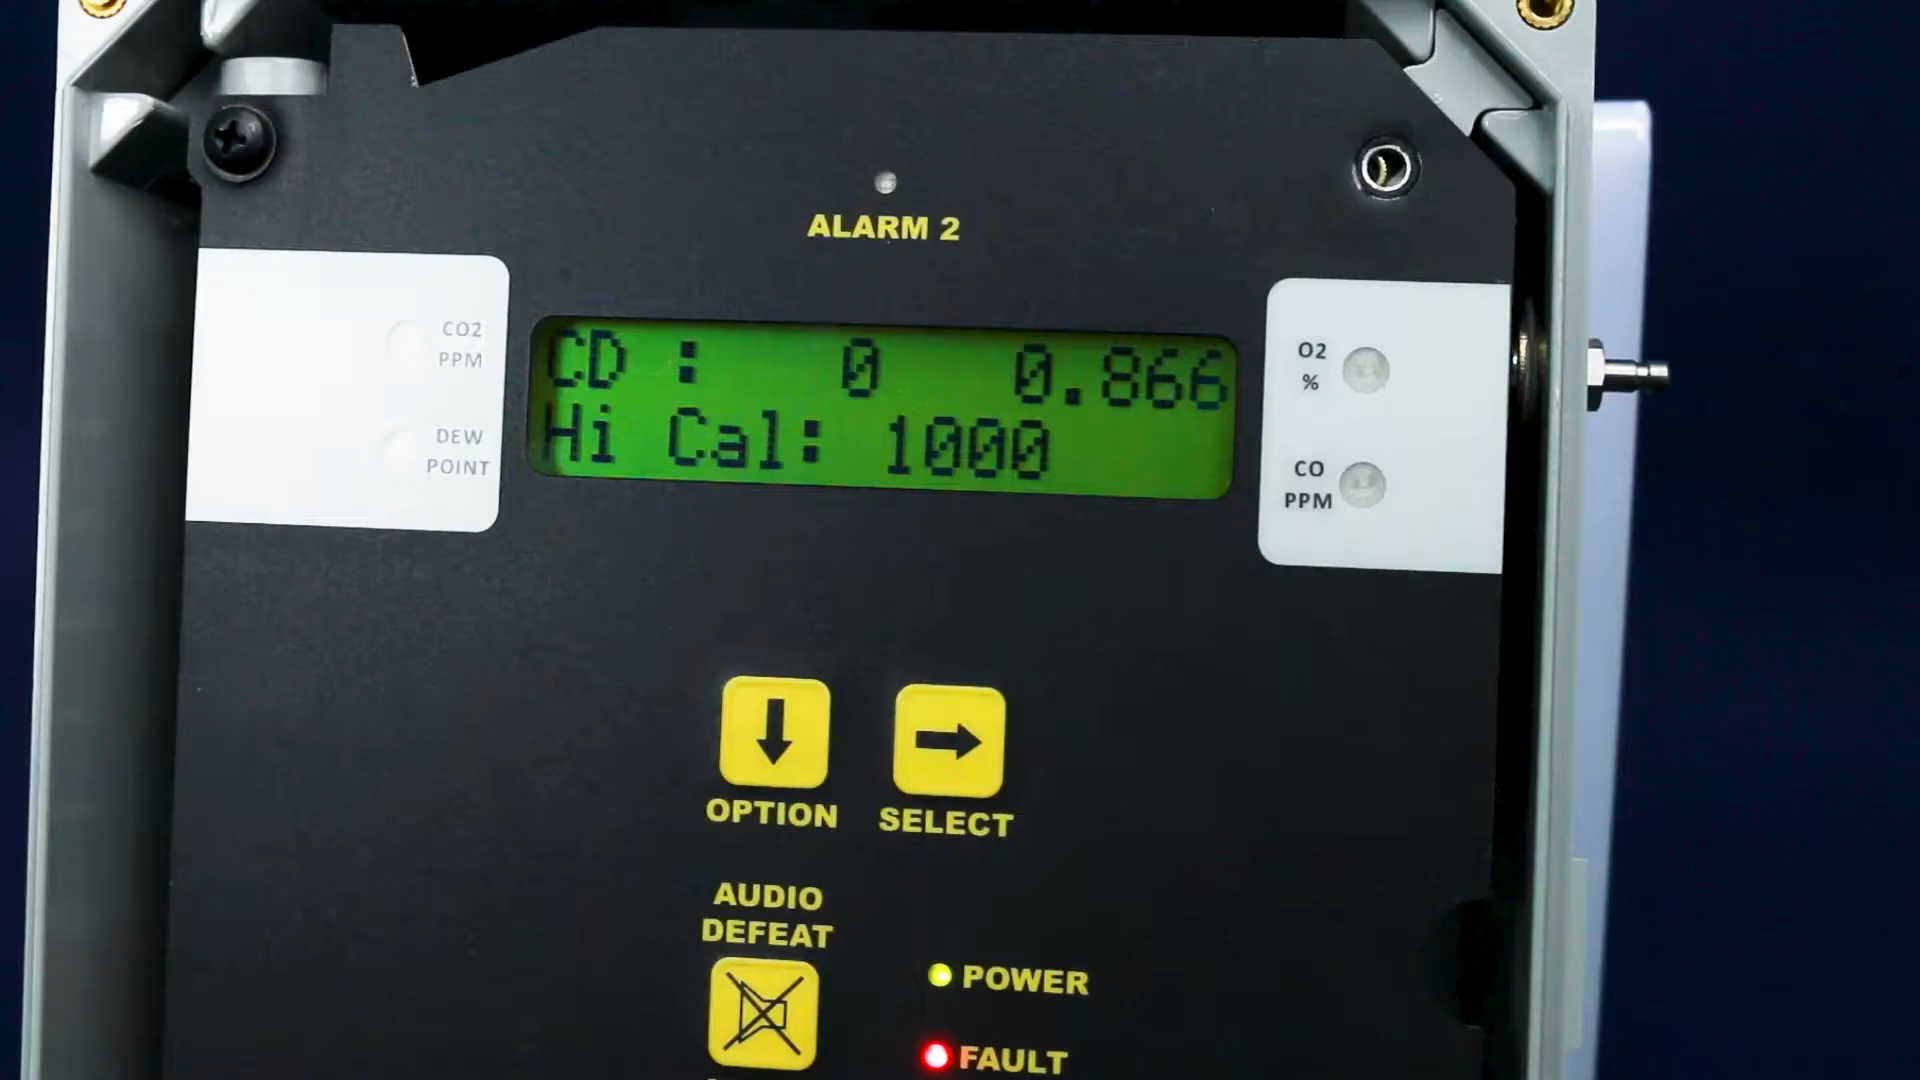 ALARM 2
CO2
PPM
DEW
POINT
CD : 0 0.866
Hi Cal: 1000
O2
%
CO
PPM
OPTION
SELECT
AUDIO
DEFEAT
POWER
FAULT